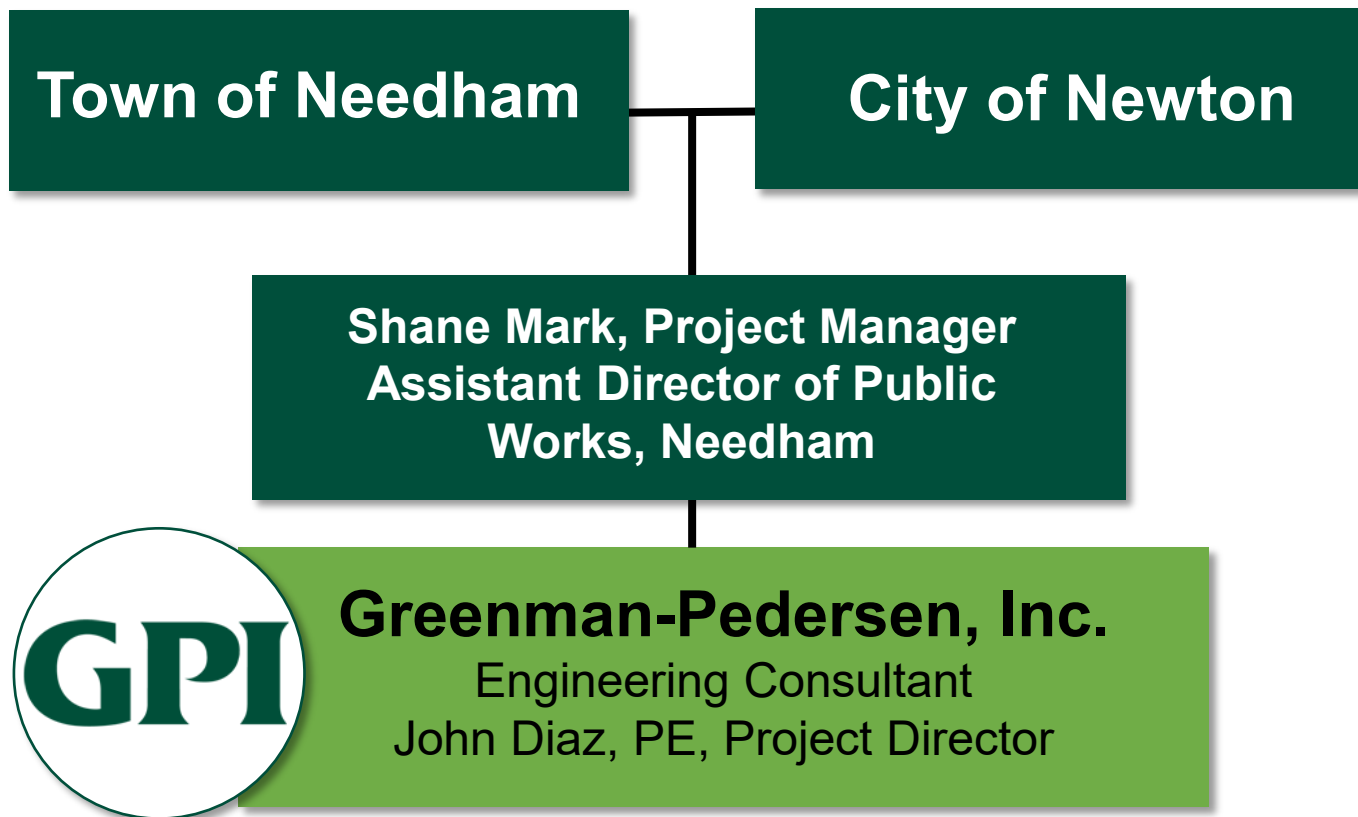 Town of Needham
City of Newton
Shane Mark, Project Manager
Assistant Director of Public
Works, Needham
GPI
Greenman-Pedersen, Inc.
Engineering Consultant
John Diaz, PE, Project Director